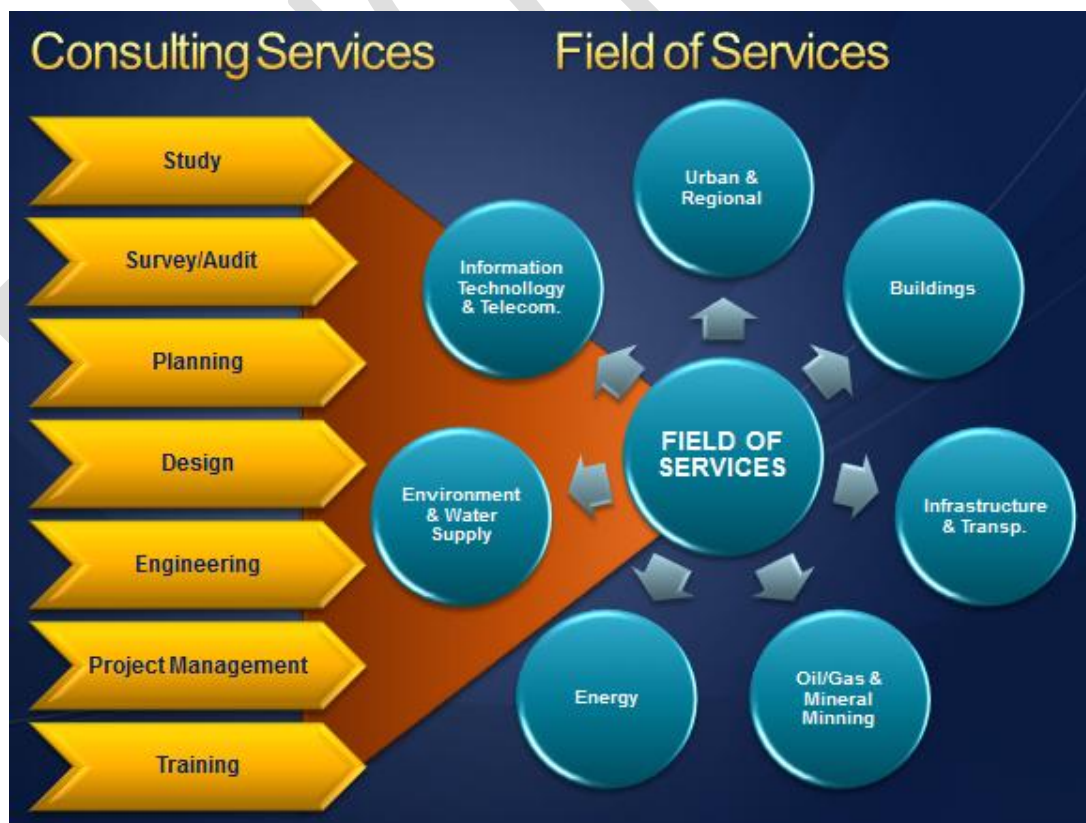 Consulting Services
Field of Services
Study
Survey/Audit
Planning
Design
Engineering
Project Management
Training
Urban &
Regional
Buildings
Infrastructure
& Transp.
Oil/Gas &
Mineral
Minning
Energy
Environment
& Water
Supply
Information
Technollogy
& Telecom.
FIELD OF
SERVICES